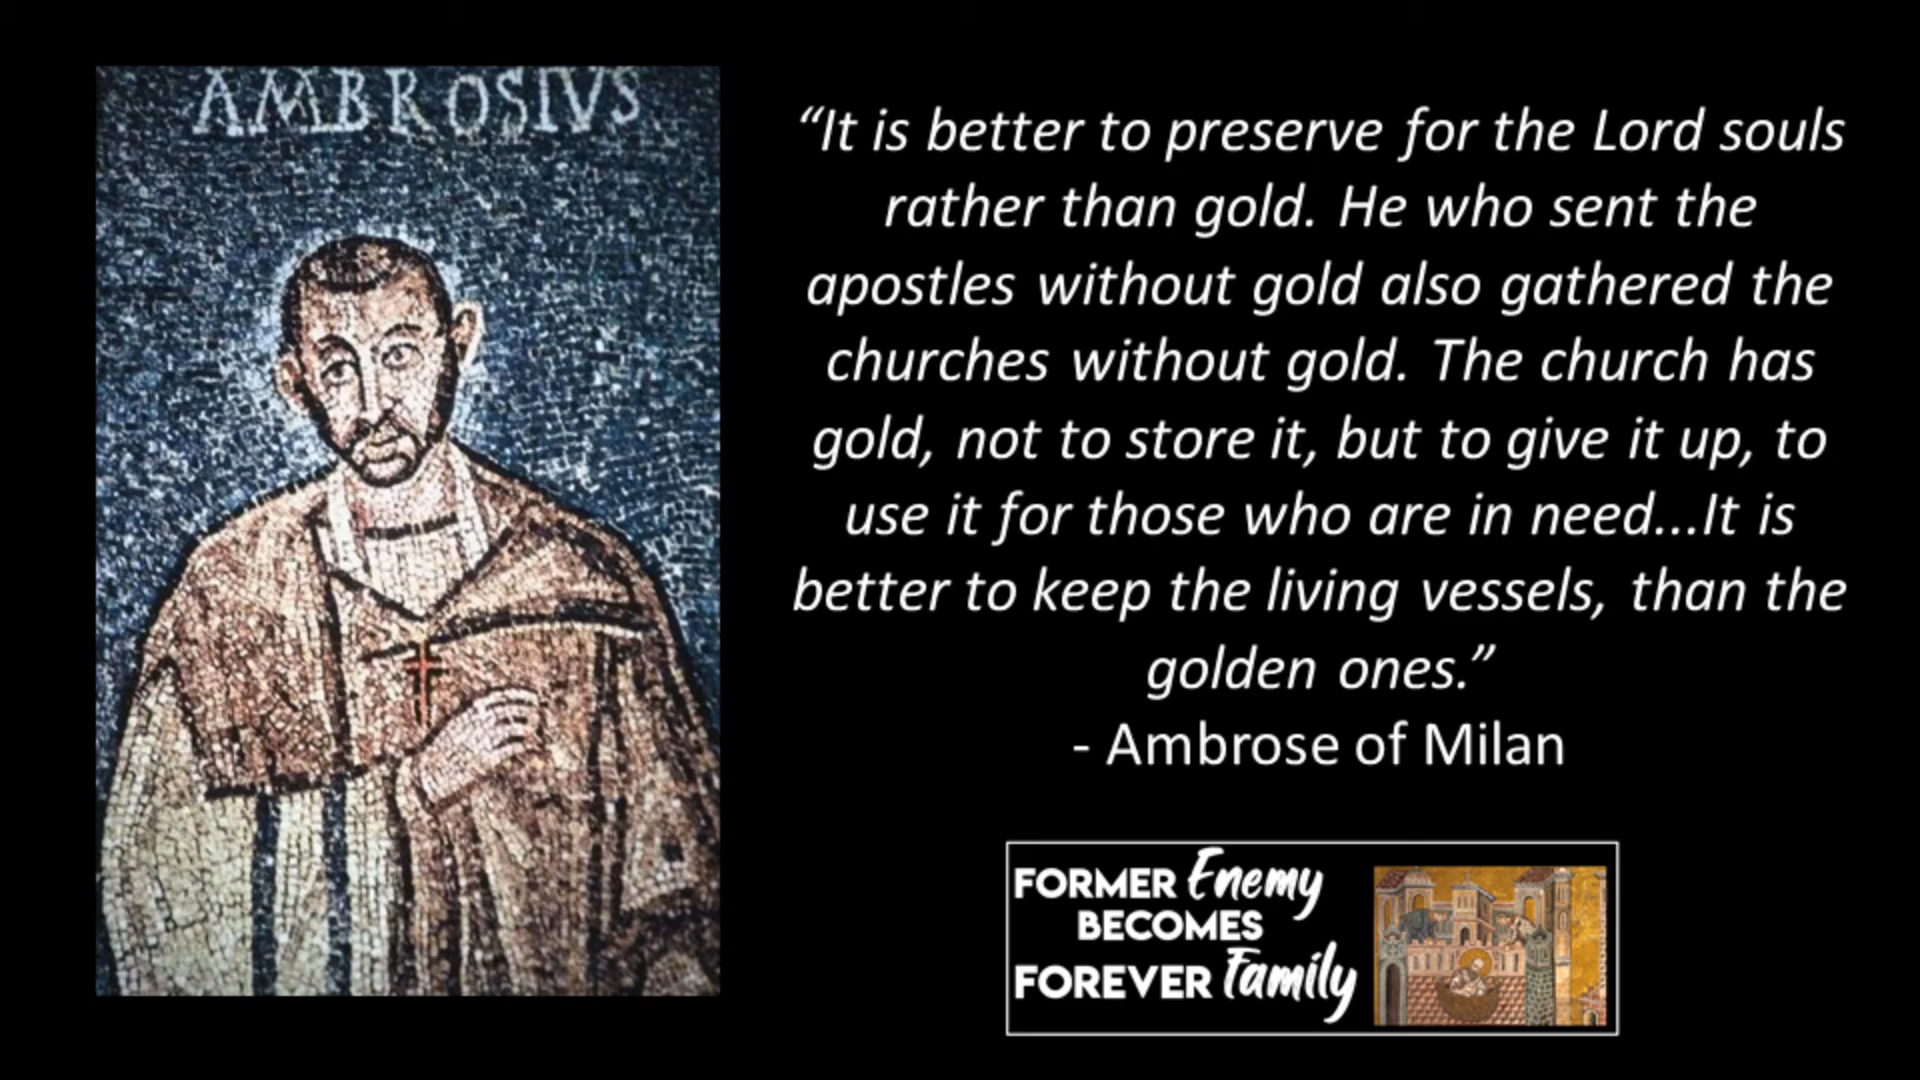 AMBROSIVS
“It is better to preserve for the Lord souls
rather than gold. He who sent the
apostles without gold also gathered the
churches without gold. The church has
gold, not to store it, but to give it up, to
use it for those who are in need...It is
better to keep the living vessels, than the
golden ones.”
- Ambrose of Milan
FORMER Enemy
BECOMES
FOREVER Family